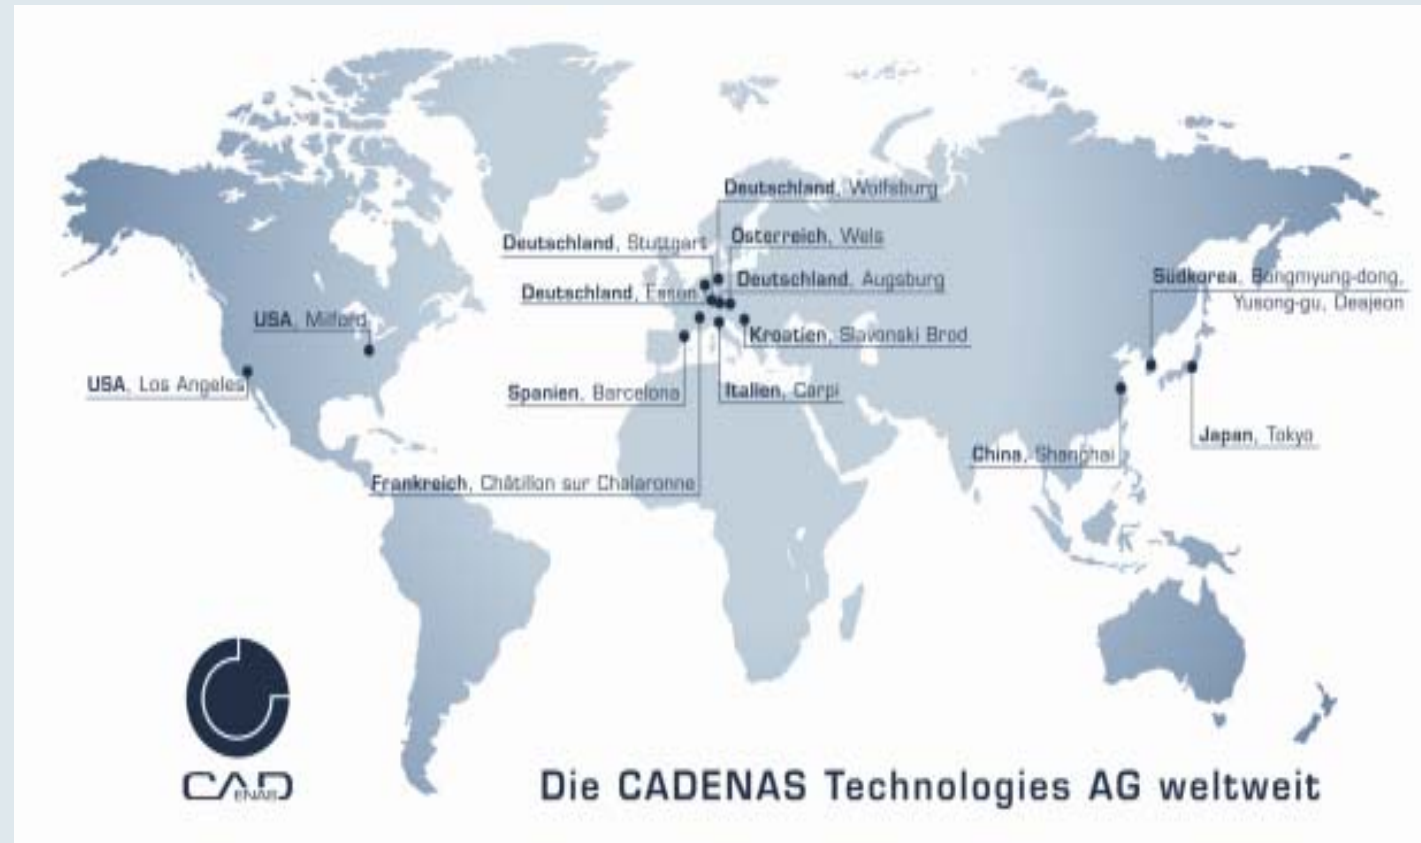 Deutschland, Wolfsburg
Deutschland, Stuttgart
Österreich, Wels
Deutschland, Essen
Deutschland, Augsburg
Südkorea, Bongmyung-dong,
Yusong-gu, Deajeon
USA, Milford
Kroatien, Slavonski Brod
USA, Los Angeles
Spanien, Barcelona
Italien, Carpi
Japan, Tokyo
China, Shanghai
Frankreich, Châtillon sur Chalaronne
CAD
ENAS
Die CADENAS Technologies AG weltweit